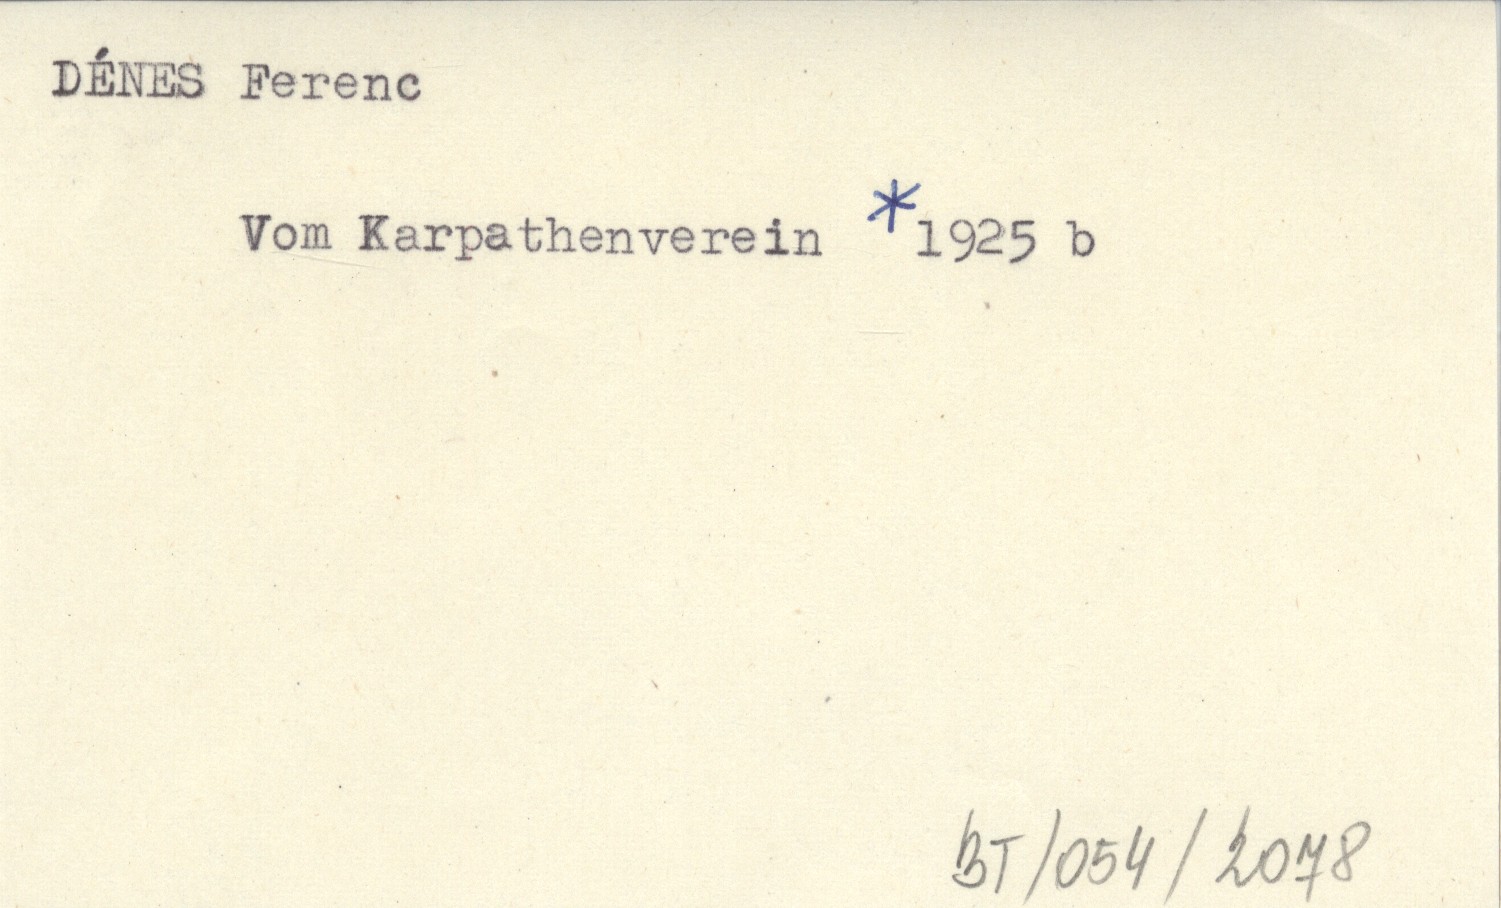 DÉNES Ferenc
Vom Karpathenverein *1925 b
BT/054/2078